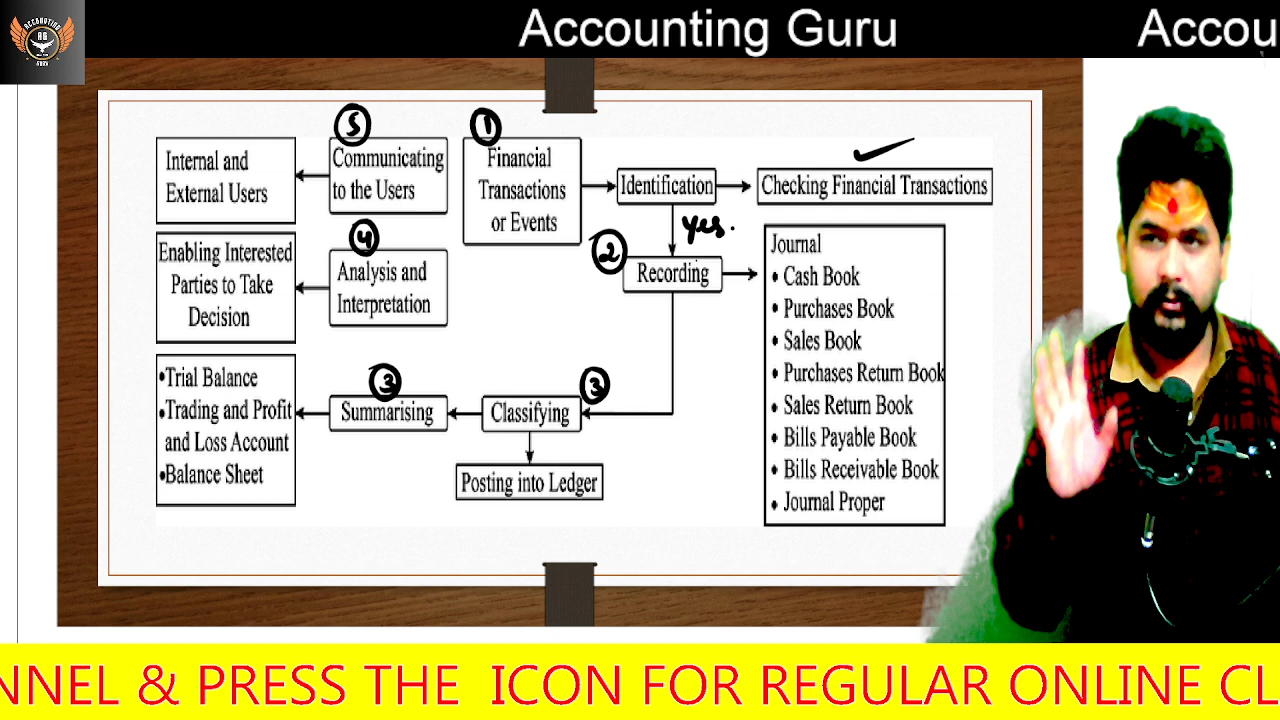 Accounting Guru
Accou
ACCOUNTING
AG
GURU
5
1
Internal and
External Users
Communicating
to the Users
Financial
Transactions
or Events
Identification
Checking Financial Transactions
yes.
4
2
Enabling Interested
Parties to Take
Decision
Analysis and
Interpretation
Recording
Journal
• Cash Book
• Purchases Book
• Sales Book
• Purchases Return Book
• Sales Return Book
• Bills Payable Book
• Bills Receivable Book
• Journal Proper
3
3
•Trial Balance
•Trading and Profit
and Loss Account
•Balance Sheet
Summarising
Classifying
Posting into Ledger
NNEL & PRESS THE ICON FOR REGULAR ONLINE CL